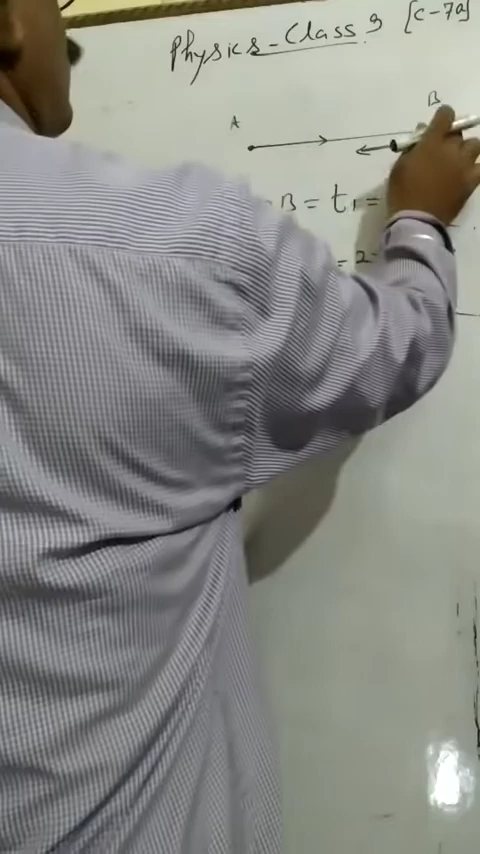 Physics-Class 9 [C-7a]
A B
B = t₁ =
= 2